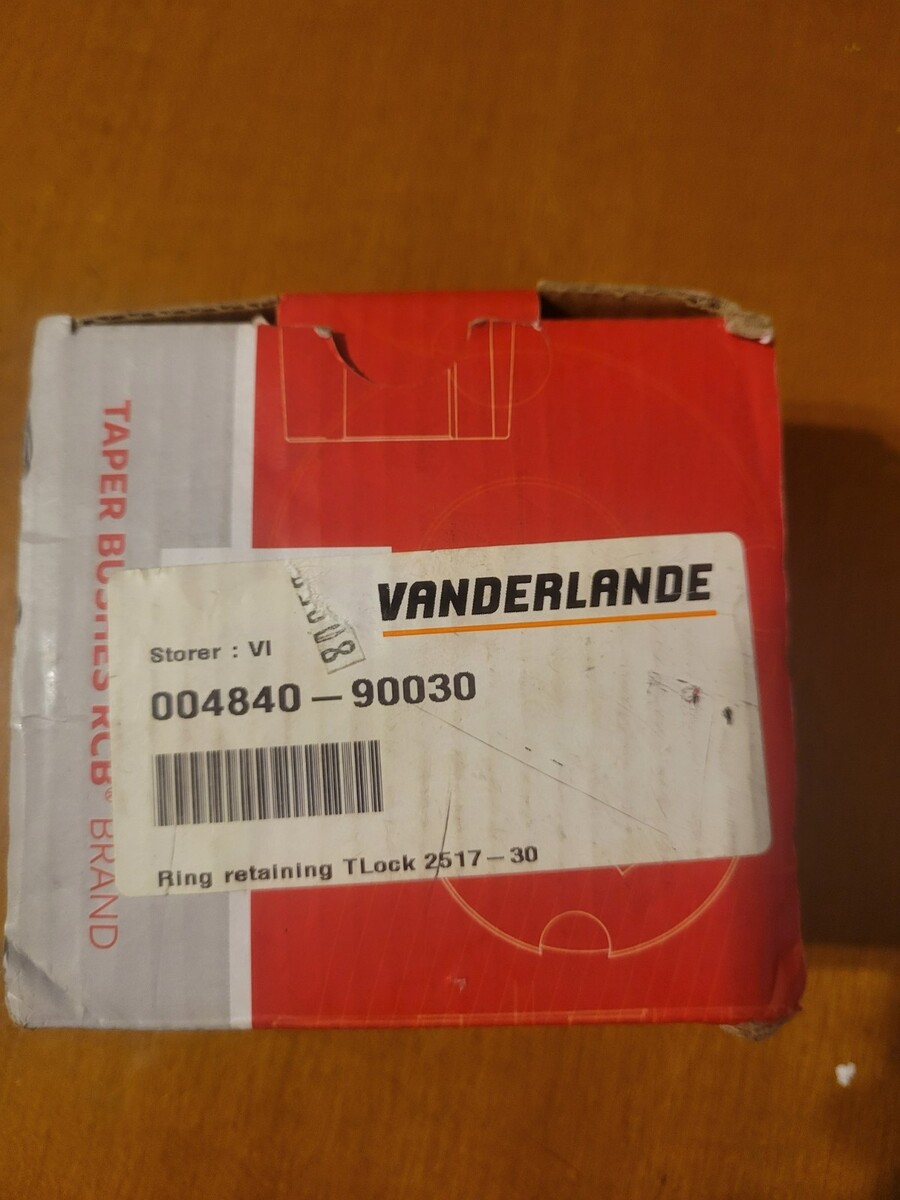 TAPER BUSHES RCB® BRAND
VANDERLANDE
Storer : VI
004840 – 90030
Ring retaining TLock 2517 – 30